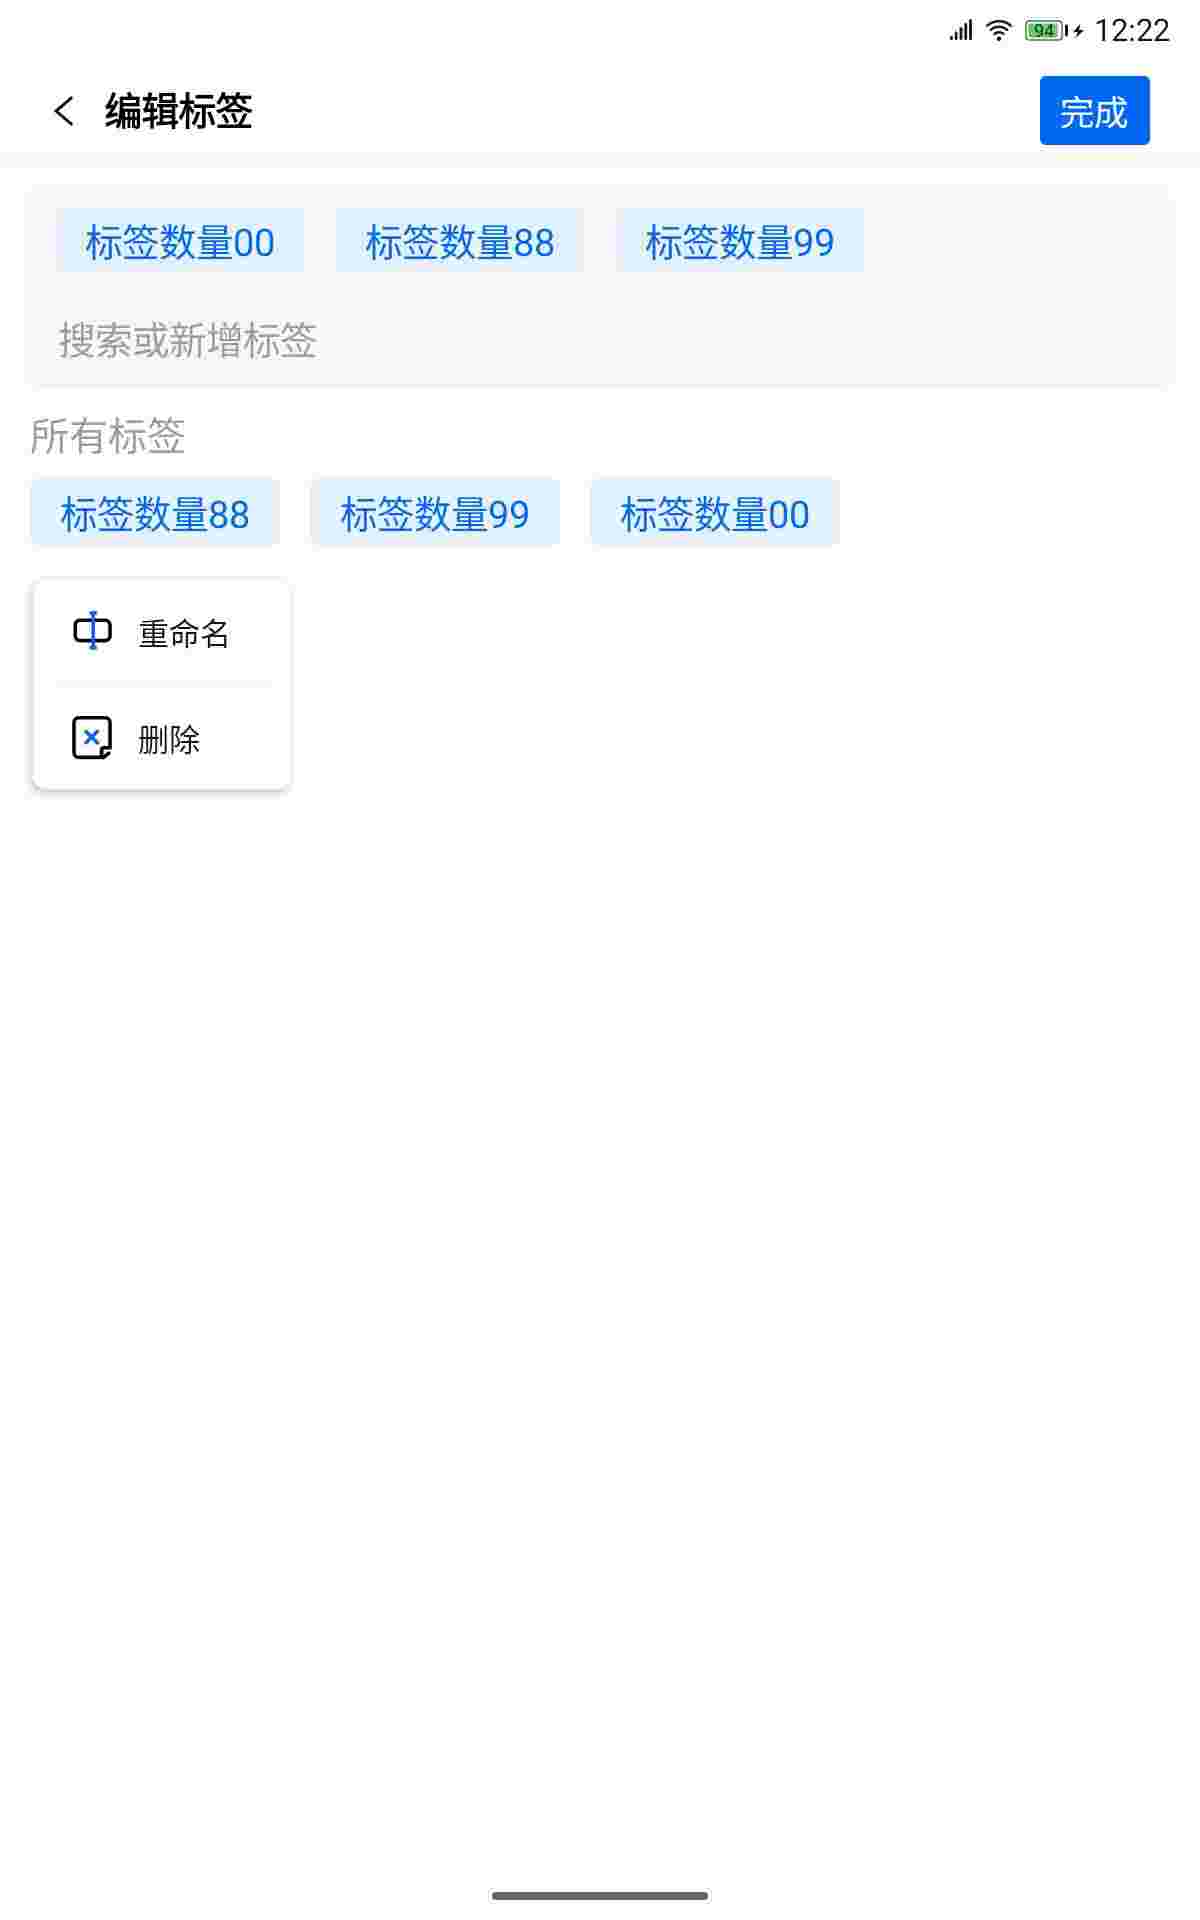 94 12:22
编辑标签 完成
标签数量00 标签数量88 标签数量99
搜索或新增标签
所有标签
标签数量88 标签数量99 标签数量00
重命名
删除